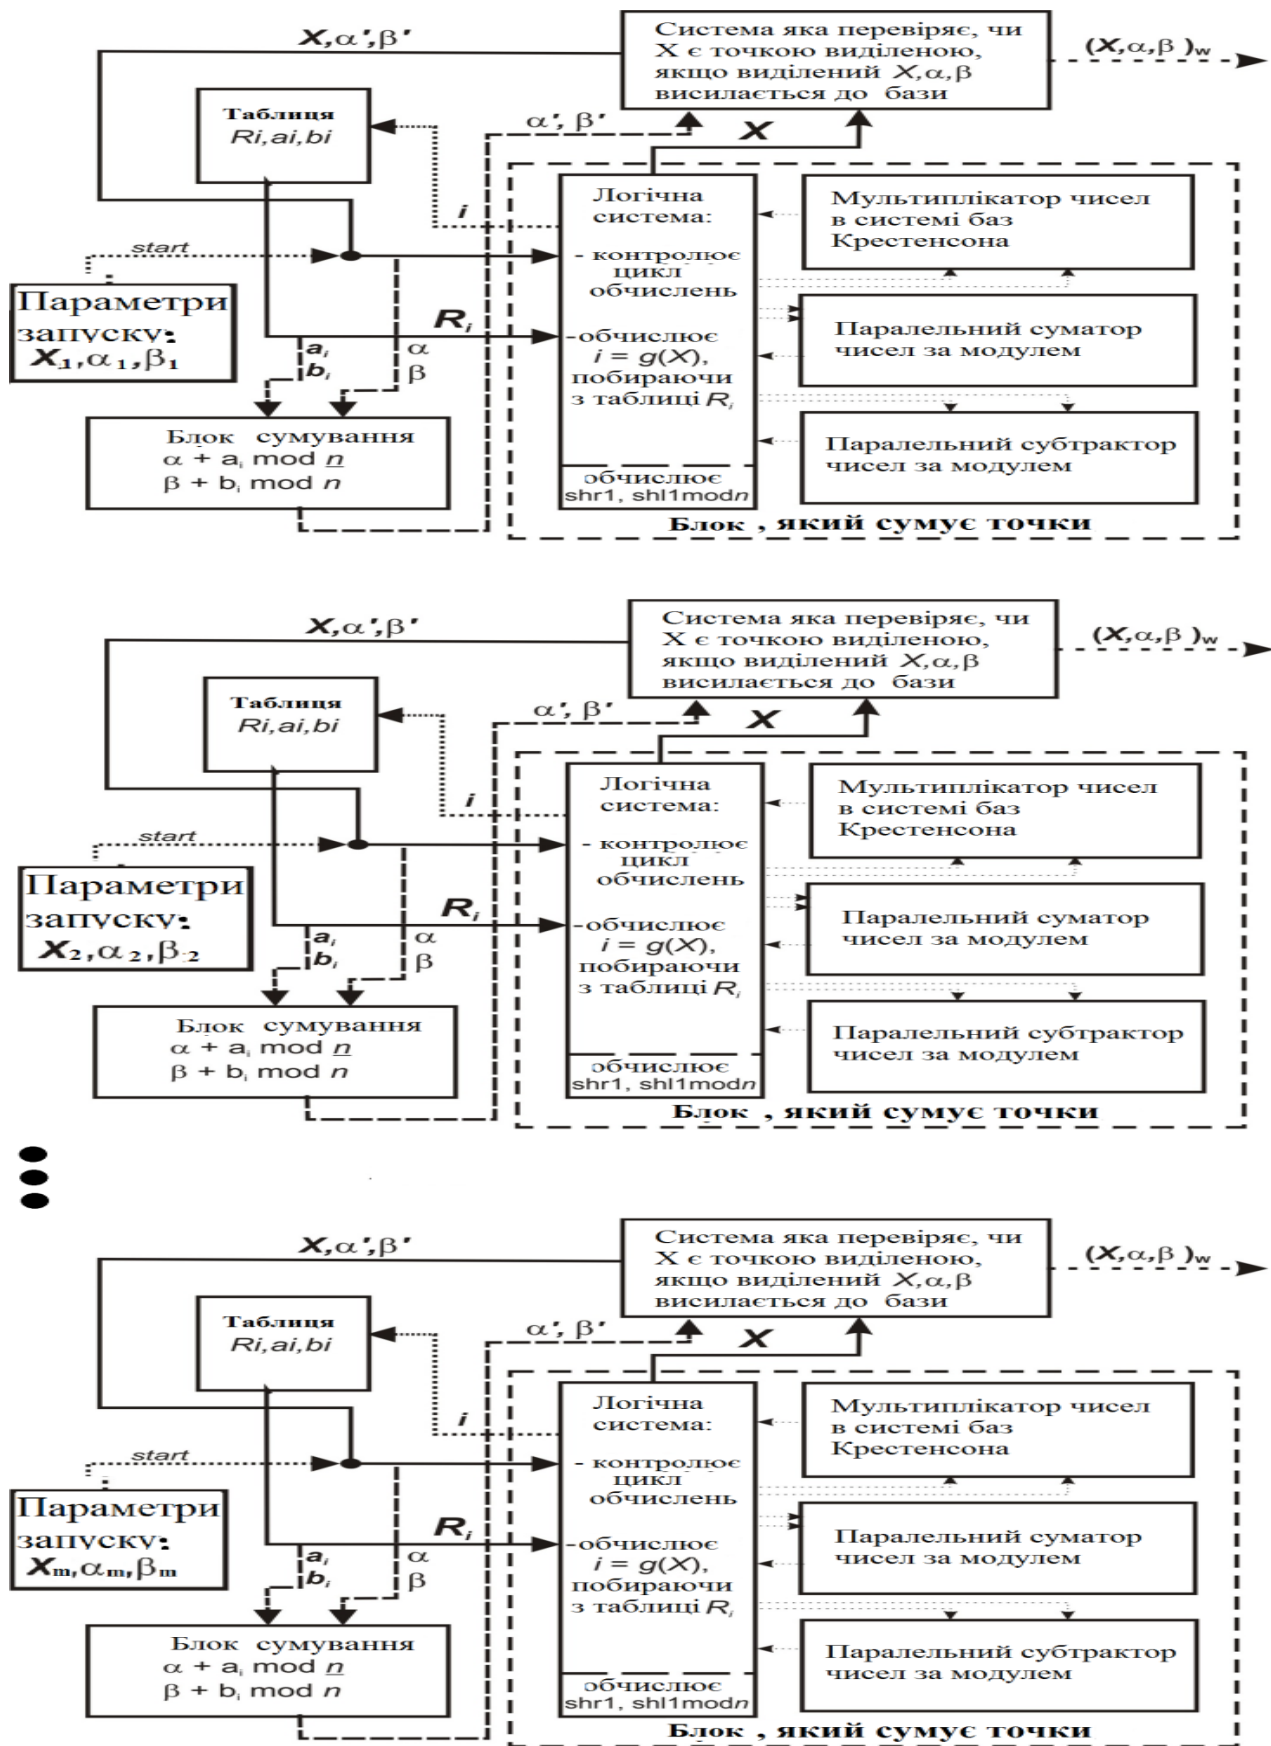 X,α′,β′
Система яка перевіряє, чи
X є точкою виділеною,
якщо виділений X,α,β
висилається до бази
(X,α,β )w
Таблиця
Ri,ai,bi
α′, β′
X
i
start
Параметри
запуску:
X1,α1,β1
Ri
ai
bi
α
β
Блок сумування
α + ai mod n
β + bi mod n
Логічна
система:
- контролює
цикл
обчислень
-обчислює
i = g(X),
побираючи
з таблиці Ri
обчислює
shr1, shl1modn
Мультиплікатор чисел
в системі баз
Крестенсона
Паралельний суматор
чисел за модулем
Паралельний субтрактор
чисел за модулем
Блок , який сумує точки
X,α′,β′
Система яка перевіряє, чи
X є точкою виділеною,
якщо виділений X,α,β
висилається до бази
(X,α,β )w
Таблиця
Ri,ai,bi
α′, β′
X
i
start
Параметри
запуску:
X2,α2,β2
Ri
ai
bi
α
β
Блок сумування
α + ai mod n
β + bi mod n
Логічна
система:
- контролює
цикл
обчислень
-обчислює
i = g(X),
побираючи
з таблиці Ri
обчислює
shr1, shl1modn
Мультиплікатор чисел
в системі баз
Крестенсона
Паралельний суматор
чисел за модулем
Паралельний субтрактор
чисел за модулем
Блок , який сумує точки
X,α′,β′
Система яка перевіряє, чи
X є точкою виділеною,
якщо виділений X,α,β
висилається до бази
(X,α,β )w
Таблиця
Ri,ai,bi
α′, β′
X
i
start
Параметри
запуску:
Xm,αm,βm
Ri
ai
bi
α
β
Блок сумування
α + ai mod n
β + bi mod n
Логічна
система:
- контролює
цикл
обчислень
-обчислює
i = g(X),
побираючи
з таблиці Ri
обчислює
shr1, shl1modn
Мультиплікатор чисел
в системі баз
Крестенсона
Паралельний суматор
чисел за модулем
Паралельний субтрактор
чисел за модулем
Блок , який сумує точки